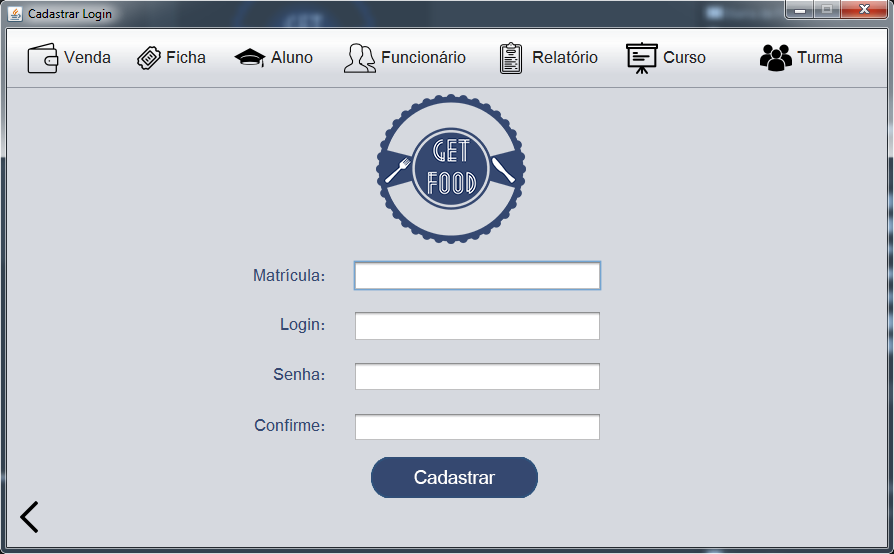 Cadastrar Login
Venda Ficha Aluno Funcionário Relatório Curso Turma
GET
FOOD
Matrícula:
Login:
Senha:
Confirme:
Cadastrar